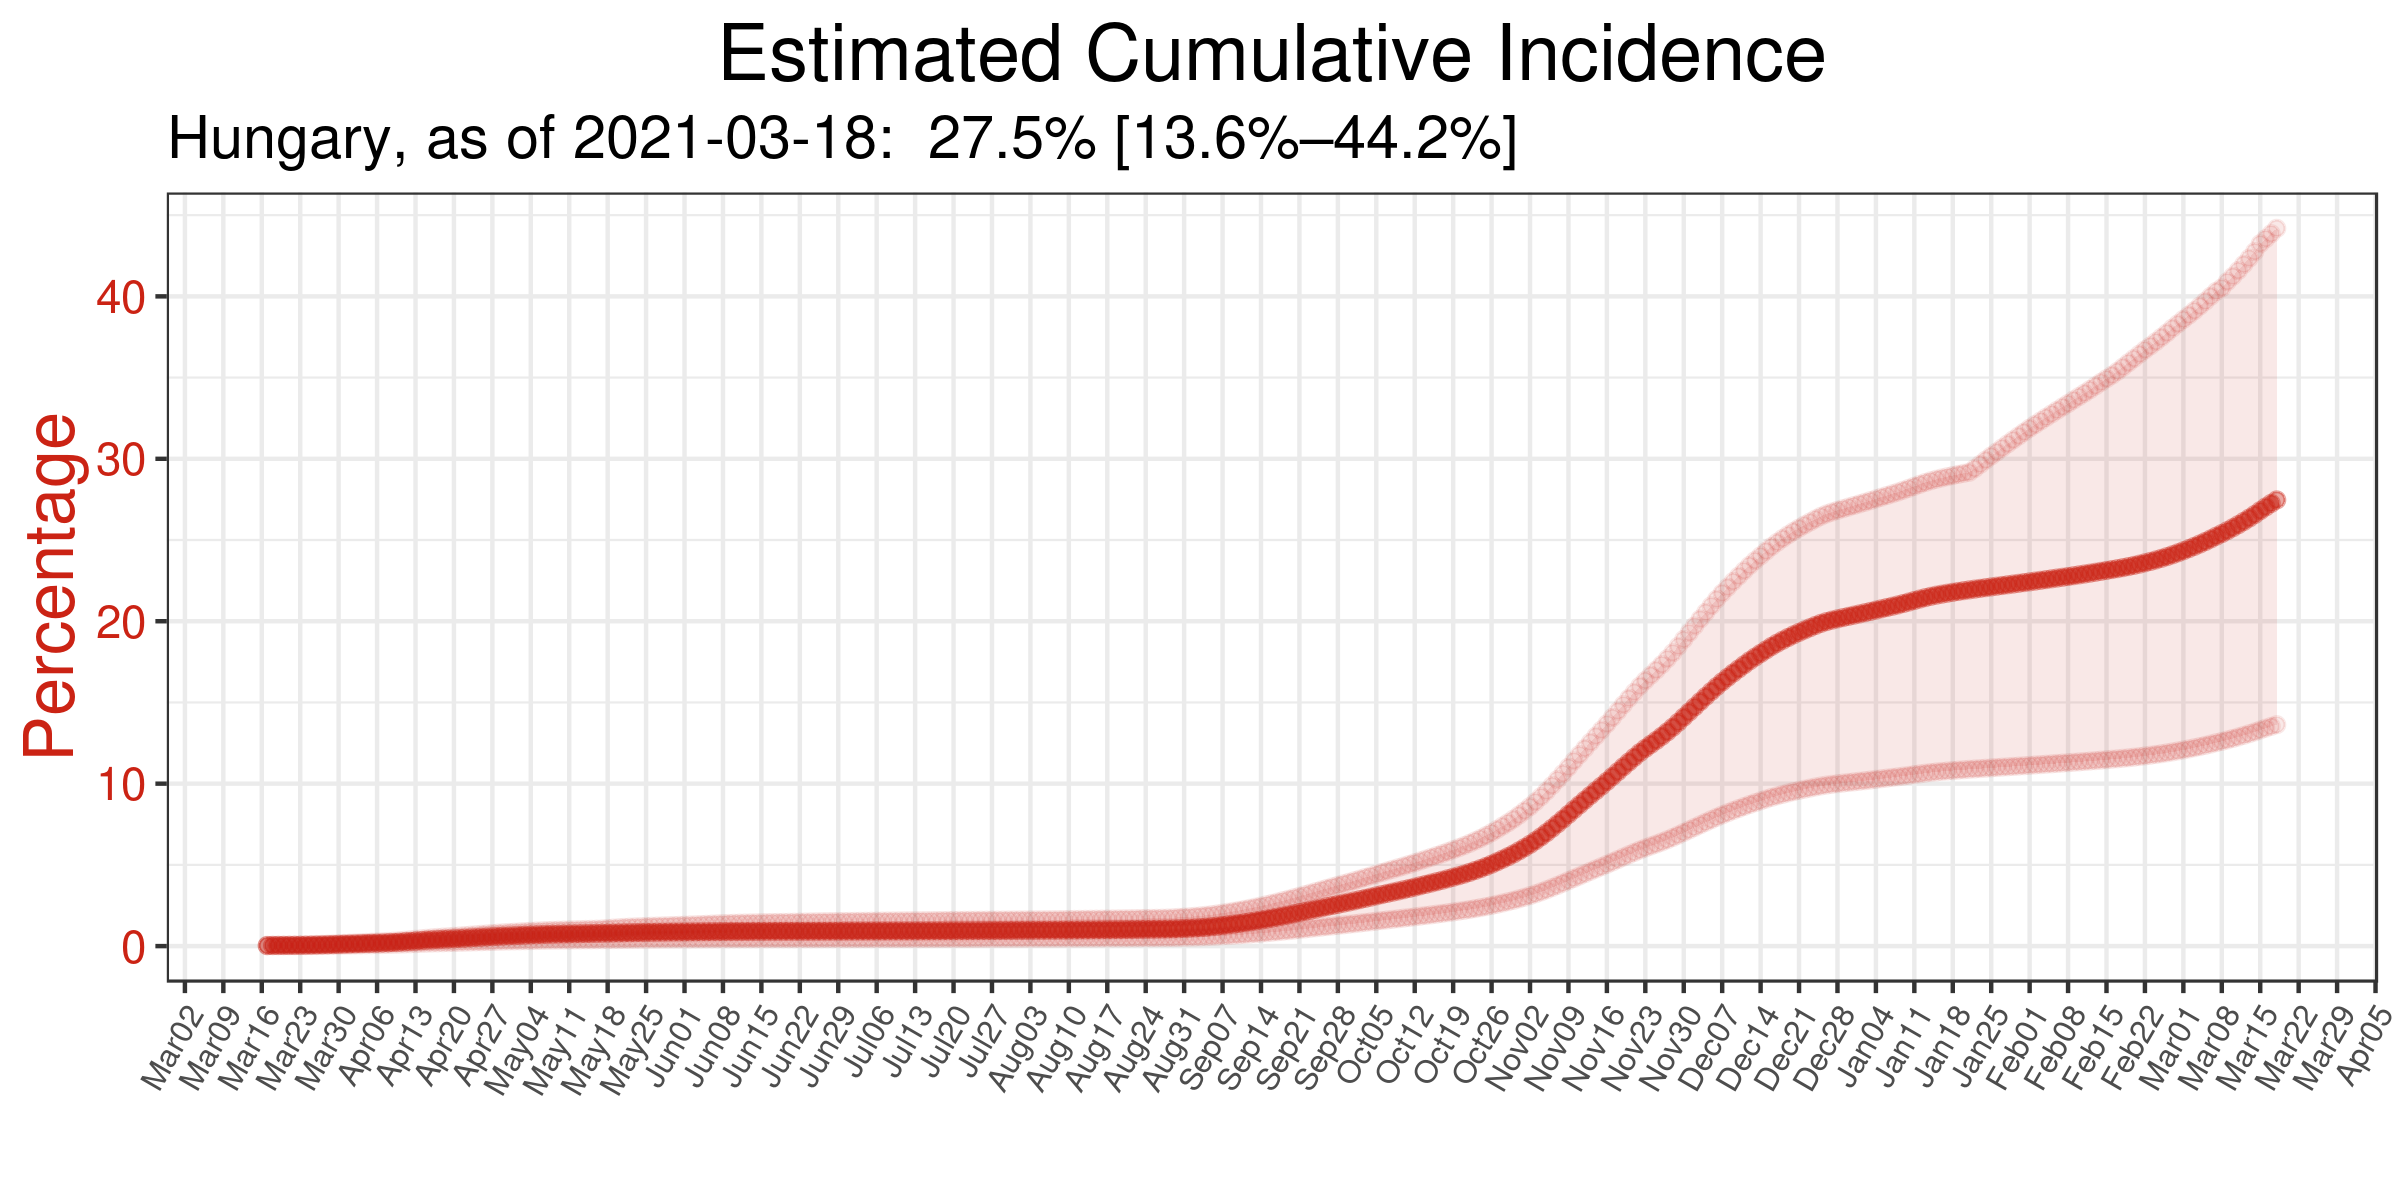 Estimated Cumulative Incidence
Hungary, as of 2021-03-18:  27.5% [13.6%–44.2%]
Percentage
40
30
20
10
0
Mar02
Mar09
Mar16
Mar23
Mar30
Apr06
Apr13
Apr20
Apr27
May04
May11
May18
May25
Jun01
Jun08
Jun15
Jun22
Jun29
Jul06
Jul13
Jul20
Jul27
Aug03
Aug10
Aug17
Aug24
Aug31
Sep07
Sep14
Sep21
Sep28
Oct05
Oct12
Oct19
Oct26
Nov02
Nov09
Nov16
Nov23
Nov30
Dec07
Dec14
Dec21
Dec28
Dec04
Jan11
Jan18
Jan25
Feb01
Feb08
Feb15
Feb22
Mar01
Mar08
Mar15
Mar22
Mar29
Apr05